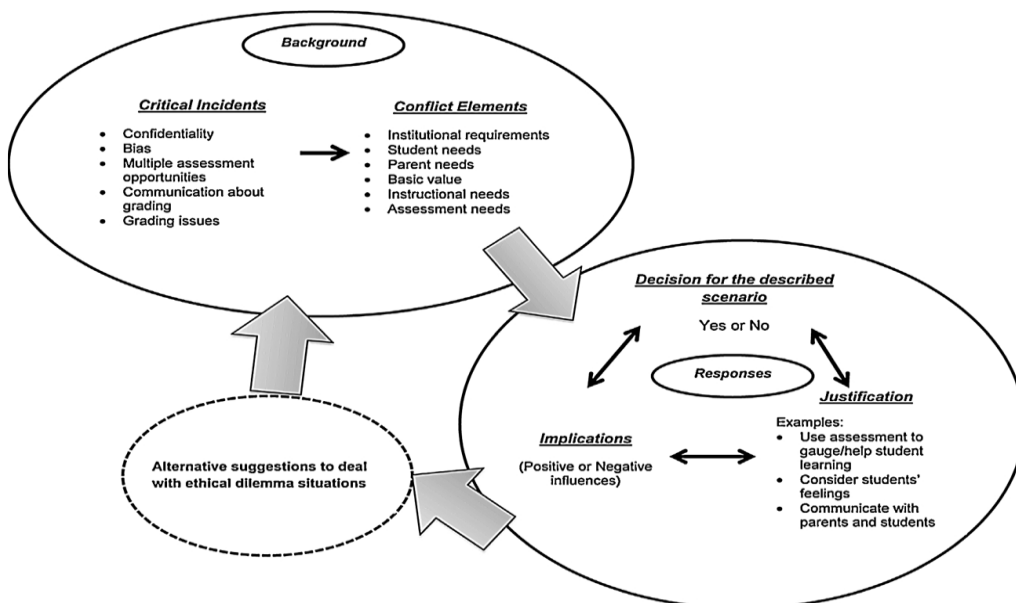 Background
Critical Incidents
• Confidentiality
• Bias
• Multiple assessment
opportunities
• Communication about
grading
• Grading issues
Conflict Elements
• Institutional requirements
• Student needs
• Parent needs
• Basic value
• Instructional needs
• Assessment needs
Decision for the described
scenario
Yes or No
Responses
Justification
Examples:
• Use assessment to
gauge/help student
learning
• Consider students'
feelings
• Communicate with
parents and students
Implications
(Positive or Negative
influences)
Alternative suggestions to deal
with ethical dilemma situations